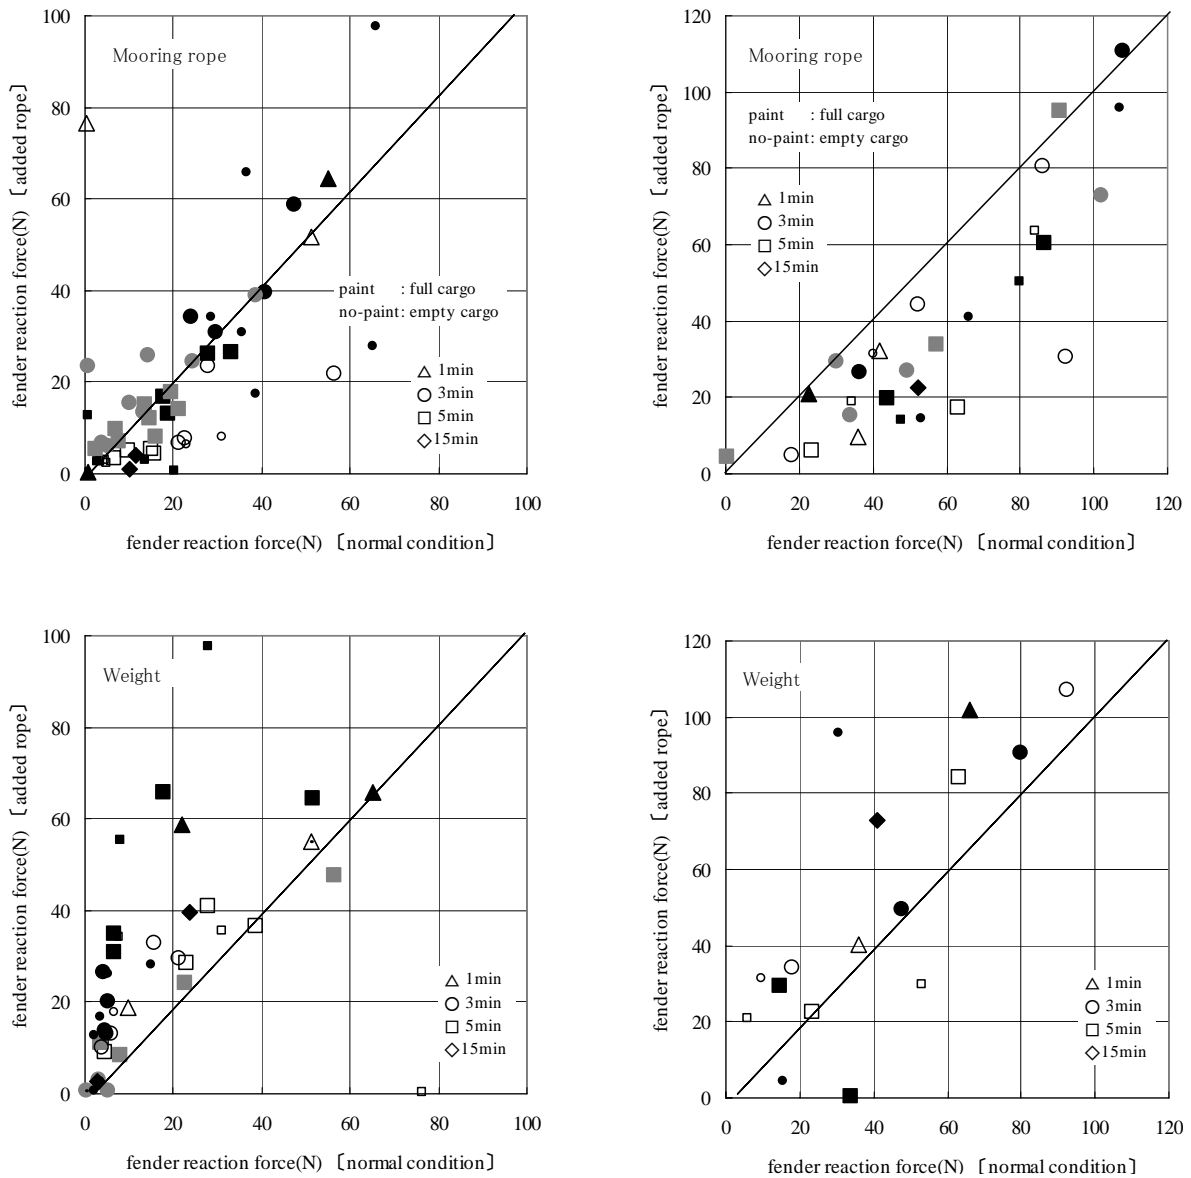 100
80
60
40
20
0
fender reaction force(N) 〔added rope〕
Mooring rope
paint : full cargo
no-paint: empty cargo
1min
3min
5min
15min
0 20 40 60 80 100
fender reaction force(N) 〔normal condition〕
120
100
80
60
40
20
0
fender reaction force(N) 〔added rope〕
Mooring rope
paint : full cargo
no-paint: empty cargo
1min
3min
5min
15min
0 20 40 60 80 100 120
fender reaction force(N) 〔normal condition〕
100
80
60
40
20
0
fender reaction force(N) 〔added rope〕
Weight
1min
3min
5min
15min
0 20 40 60 80 100
fender reaction force(N) 〔normal condition〕
120
100
80
60
40
20
0
fender reaction force(N) 〔added rope〕
Weight
1min
3min
5min
15min
0 20 40 60 80 100 120
fender reaction force(N) 〔normal condition〕